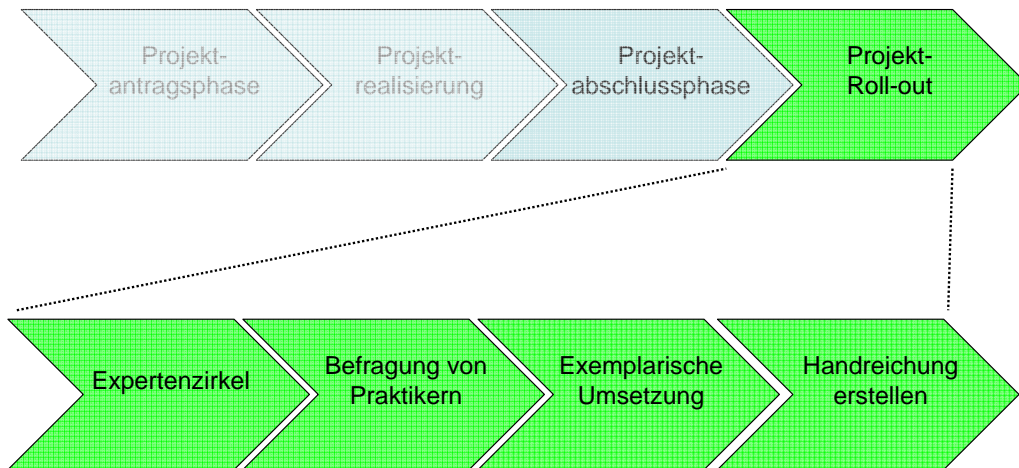 Projekt-
antragsphase
Projekt-
realisierung
Projekt-
abschlussphase
Projekt-
Roll-out
Expertenzirkel
Befragung von
Praktikern
Exemplarische
Umsetzung
Handreichung
erstellen